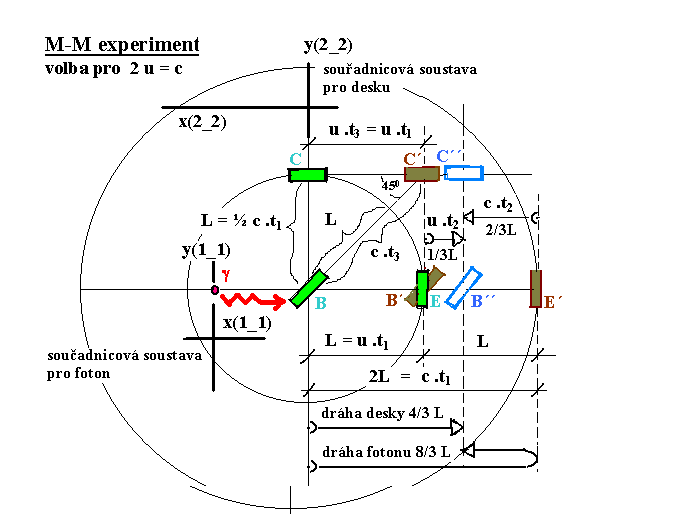 M-M experiment
volba pro 2 u = c
y(2_2)
souřadnicová soustava
pro desku
x(2_2)
u .t3 = u .t1
C
C´
C´´
45⁰
L = ½ c .t1
L
c .t3
u .t2
1/3L
c .t2
2/3L
y(1_1)
γ
B
B´
E
B´´
E´
x(1_1)
souřadnicová soustava
pro foton
L = u .t1
L
2L = c .t1
dráha desky 4/3 L
dráha fotonu 8/3 L